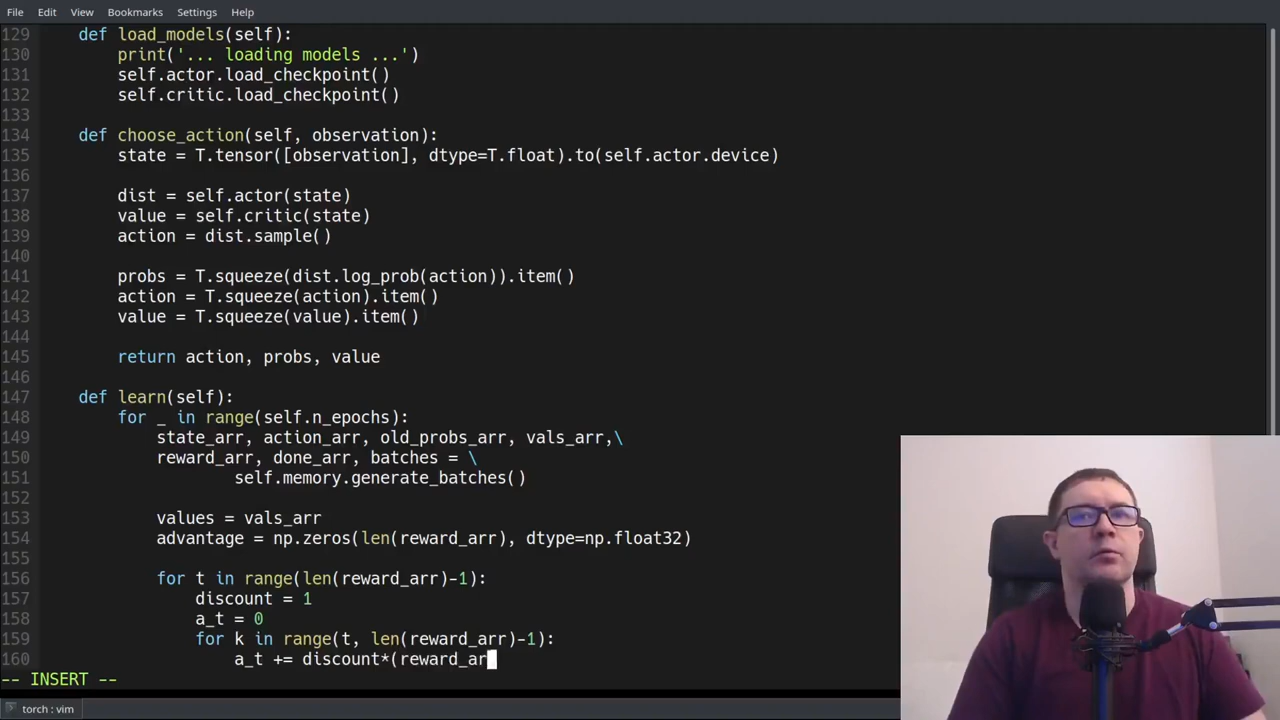 File Edit View Bookmarks Settings Help
129 def load_models(self):
130 print('... loading models ...')
131 self.actor.load_checkpoint()
132 self.critic.load_checkpoint()
133
134 def choose_action(self, observation):
135 state = T.tensor([observation], dtype=T.float).to(self.actor.device)
136
137 dist = self.actor(state)
138 value = self.critic(state)
139 action = dist.sample()
140
141 probs = T.squeeze(dist.log_prob(action)).item()
142 action = T.squeeze(action).item()
143 value = T.squeeze(value).item()
144
145 return action, probs, value
146
147 def learn(self):
148 for _ in range(self.n_epochs):
149 state_arr, action_arr, old_probs_arr, vals_arr,\
150 reward_arr, done_arr, batches = \
151 self.memory.generate_batches()
152
153 values = vals_arr
154 advantage = np.zeros(len(reward_arr), dtype=np.float32)
155
156 for t in range(len(reward_arr)-1):
157 discount = 1
158 a_t = 0
159 for k in range(t, len(reward_arr)-1):
160 a_t += discount*(reward_ar
-- INSERT --
torch : vim